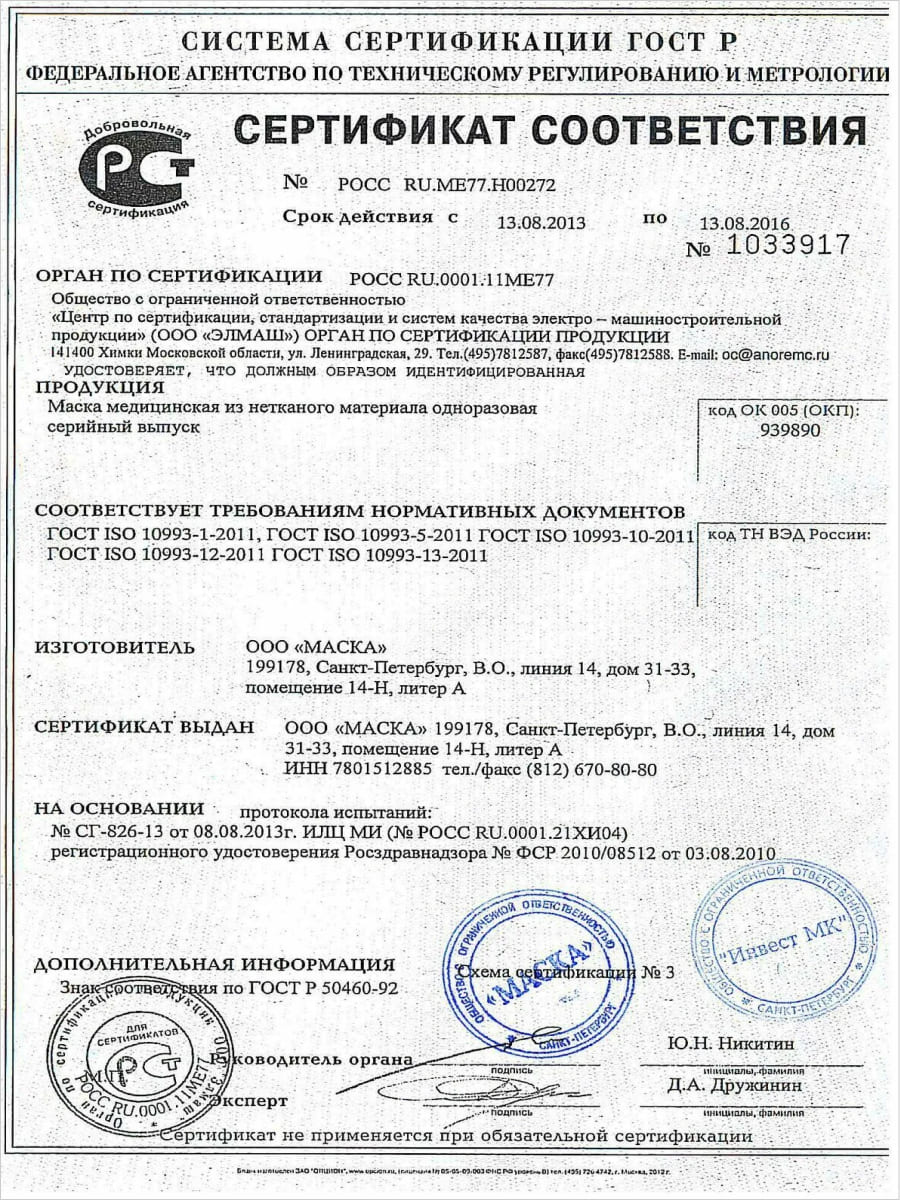 СИСТЕМА СЕРТИФИКАЦИИ ГОСТ Р
ФЕДЕРАЛЬНОЕ АГЕНТСТВО ПО ТЕХНИЧЕСКОМУ РЕГУЛИРОВАНИЮ И МЕТРОЛОГИИ
Добровольная
РСТ
сертификация
СЕРТИФИКАТ СООТВЕТСТВИЯ
№ РОСС RU.ME77.H00272
Срок действия с 13.08.2013 по 13.08.2016
№ 1033917
ОРГАН ПО СЕРТИФИКАЦИИ РОСС RU.0001.11МЕ77
Общество с ограниченной ответственностью
«Центр по сертификации, стандартизации и систем качества электро – машиностроительной
продукции» (ООО «ЭЛМАШ») ОРГАН ПО СЕРТИФИКАЦИИ ПРОДУКЦИИ
141400 Химки Московской области, ул. Ленинградская, 29. Тел.(495)7812587, факс(495)7812588. E-mail: oc@anoremc.ru
УДОСТОВЕРЯЕТ, ЧТО ДОЛЖНЫМ ОБРАЗОМ ИДЕНТИФИЦИРОВАННАЯ
ПРОДУКЦИЯ
Маска медицинская из нетканого материала одноразовая
серийный выпуск
код ОК 005 (ОКП):
939890
СООТВЕТСТВУЕТ ТРЕБОВАНИЯМ НОРМАТИВНЫХ ДОКУМЕНТОВ
ГОСТ ISO 10993-1-2011, ГОСТ ISO 10993-5-2011 ГОСТ ISO 10993-10-2011
ГОСТ ISO 10993-12-2011 ГОСТ ISO 10993-13-2011
код ТН ВЭД России:
ИЗГОТОВИТЕЛЬ ООО «МАСКА»
199178, Санкт-Петербург, В.О., линия 14, дом 31-33,
помещение 14-Н, литер А
СЕРТИФИКАТ ВЫДАН ООО «МАСКА» 199178, Санкт-Петербург, В.О., линия 14, дом
31-33, помещение 14-Н, литер А
ИНН 7801512885 тел./факс (812) 670-80-80
НА ОСНОВАНИИ протокола испытаний:
№ СГ-826-13 от 08.08.2013г. ИЛЦ МИ (№ РОСС RU.0001.21ХИ04)
регистрационного удостоверения Росздравнадзора № ФСР 2010/08512 от 03.08.2010
ОБЩЕСТВО С ОГРАНИЧЕННОЙ ОТВЕТСТВЕННОСТЬЮ
«МАСКА»
САНКТ-ПЕТЕРБУРГ
ОБЩЕСТВО С ОГРАНИЧЕННОЙ ОТВЕТСТВЕННОСТЬЮ
"Инвест МК"
САНКТ-ПЕТЕРБУРГ
ДОПОЛНИТЕЛЬНАЯ ИНФОРМАЦИЯ Схема сертификации № 3
Знак соответствия по ГОСТ Р 50460-92
ДЛЯ
СЕРТИФИКАТОВ
РСТ
М.П.
РОСС RU.0001.11МЕ77
Руководитель органа
подпись
Ю.Н. Никитин
инициалы, фамилия
Эксперт
подпись
Д.А. Дружинин
инициалы, фамилия
Сертификат не применяется при обязательной сертификации